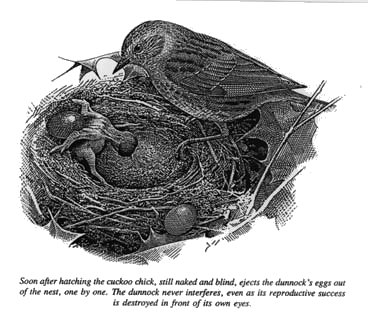 Soon after hatching the cuckoo chick, still naked and blind, ejects the dunnock's eggs out
of the nest, one by one. The dunnock never interferes, even as its reproductive success
is destroyed in front of its own eyes.